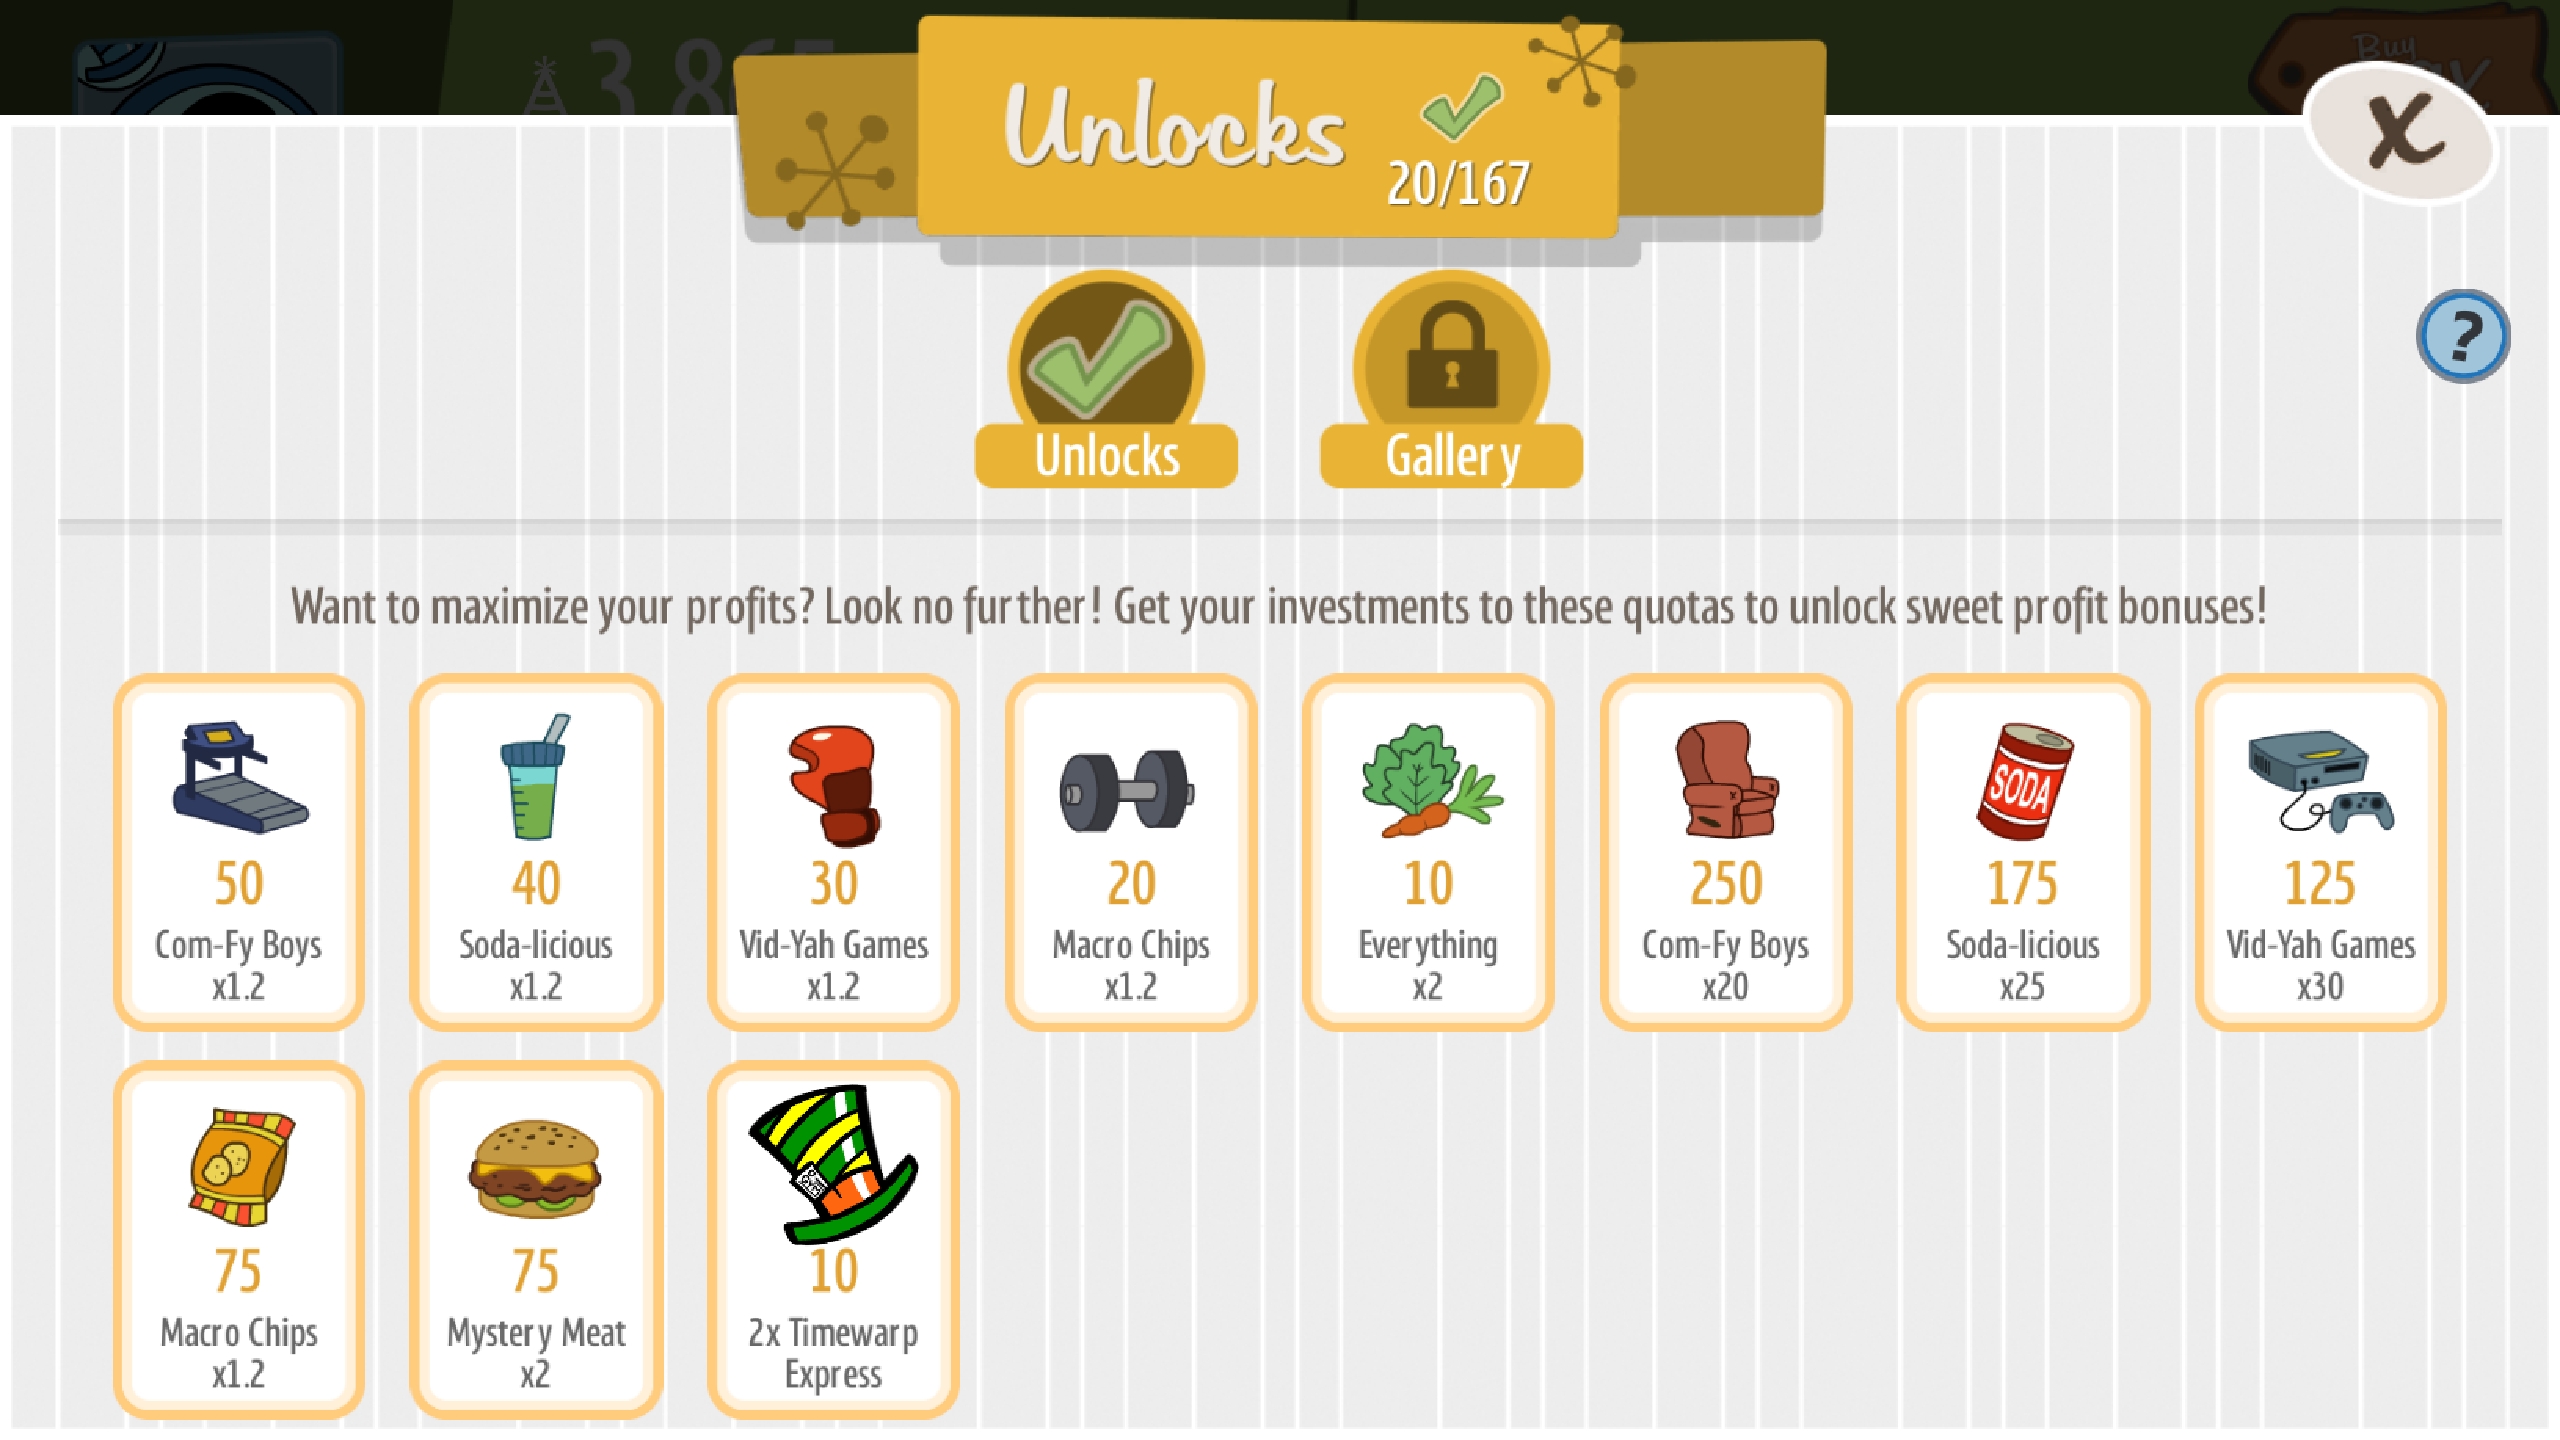 Buy
3.865
Unlocks
20/167
X
?
Unlocks
Gallery
Want to maximize your profits? Look no further! Get your investments to these quotas to unlock sweet profit bonuses!
50
Com-Fy Boys
x1.2
40
Soda-licious
x1.2
30
Vid-Yah Games
x1.2
20
Macro Chips
x1.2
10
Everything
x2
250
Com-Fy Boys
x20
SODA
175
Soda-licious
x25
125
Vid-Yah Games
x30
75
Macro Chips
x1.2
75
Mystery Meat
x2
10
2x Timewarp
Express